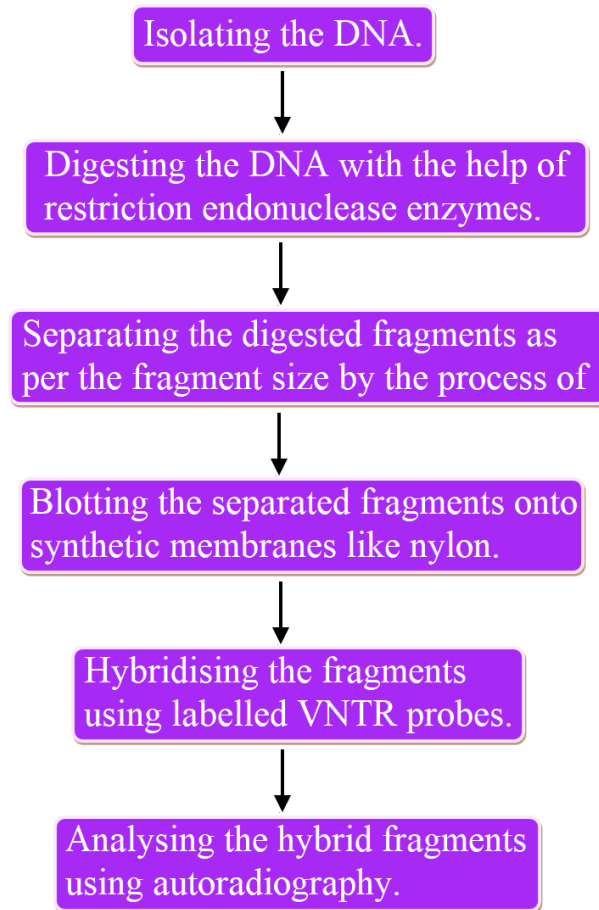 Isolating the DNA.
Digesting the DNA with the help of
restriction endonuclease enzymes.
Separating the digested fragments as
per the fragment size by the process of
Blotting the separated fragments onto
synthetic membranes like nylon.
Hybridising the fragments
using labelled VNTR probes.
Analysing the hybrid fragments
using autoradiography.